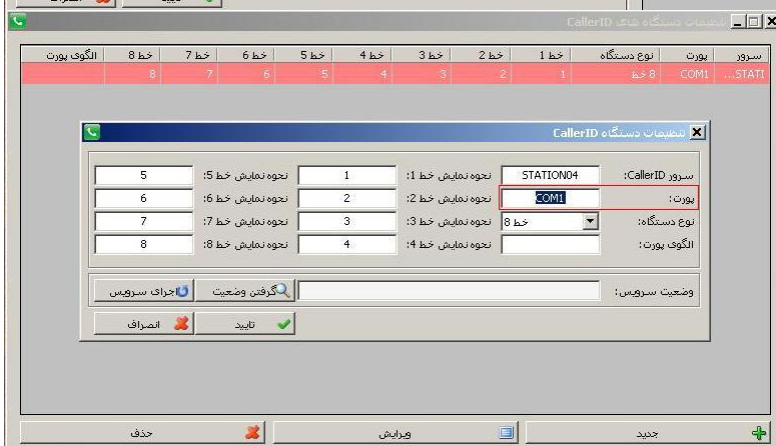 انصراف تایید
تنظیمات دستگاه های CallerID
سرور پورت نوع دستگاه خط 1 خط 2 خط 3 خط 4 خط 5 خط 6 خط 7 خط 8 الگوی پورت
...STATI COM1 8 خط 1 2 3 4 5 6 7 8
تنظیمات دستگاه CallerID
سرور CallerID: STATION04 نحوه نمایش خط 1: 1 نحوه نمایش خط 5: 5
پورت: COM1 نحوه نمایش خط 2: 2 نحوه نمایش خط 6: 6
نوع دستگاه: 8 خط نحوه نمایش خط 3: 3 نحوه نمایش خط 7: 7
الگوی پورت: نحوه نمایش خط 4: 4 نحوه نمایش خط 8: 8
وضعیت سرویس: گرفتن وضعیت اجرای سرویس
تایید انصراف
جدید ویرایش حذف